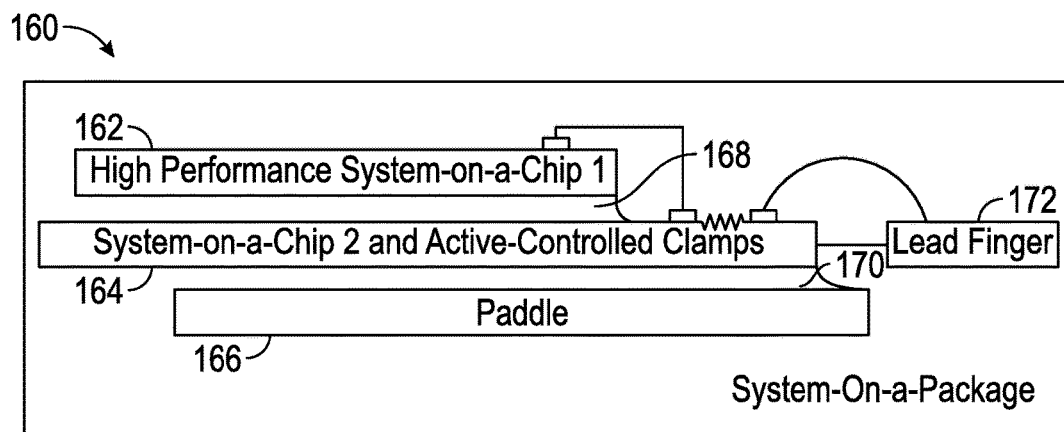 160
162
High Performance System-on-a-Chip 1
168
172
System-on-a-Chip 2 and Active-Controlled Clamps
Lead Finger
164
170
Paddle
166
System-On-a-Package